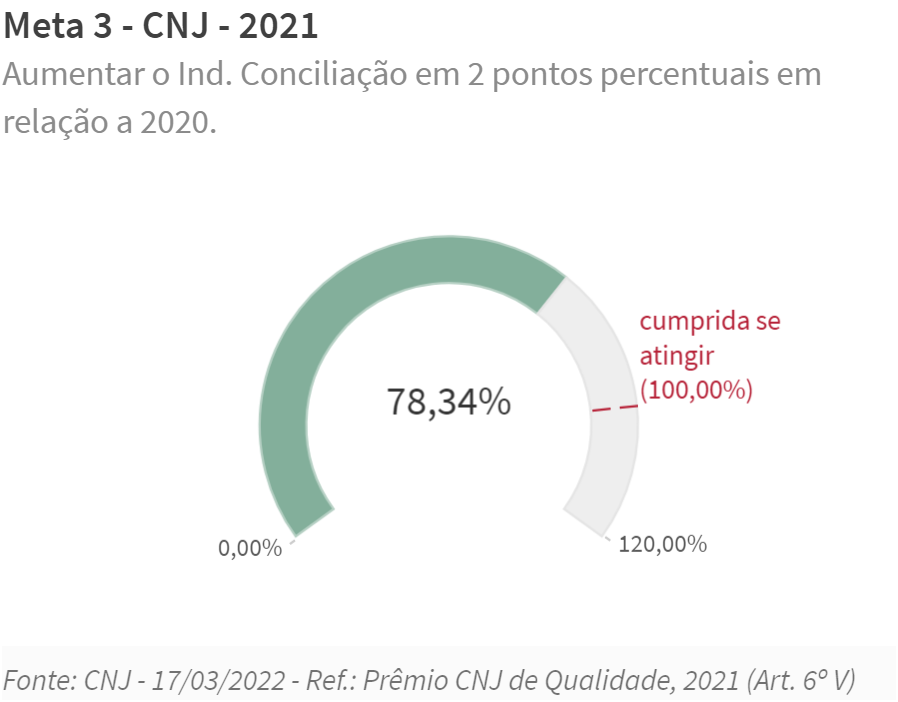 Meta 3 - CNJ - 2021
Aumentar o Ind. Conciliação em 2 pontos percentuais em
relação a 2020.
cumprida se
atingir
(100,00%)
78,34%
0,00%
120,00%
Fonte: CNJ - 17/03/2022 - Ref.: Prêmio CNJ de Qualidade, 2021 (Art. 6º V)